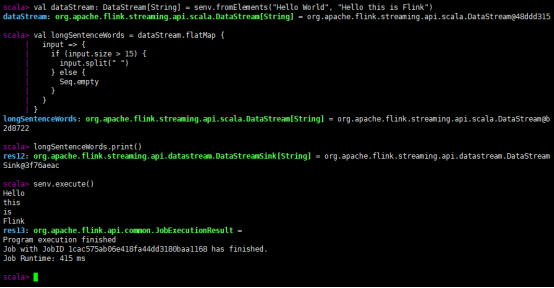 scala> val dataStream: DataStream[String] = senv.fromElements("Hello World", "Hello this is Flink")
dataStream: org.apache.flink.streaming.api.scala.DataStream[String] = org.apache.flink.streaming.api.scala.DataStream@48ddd315
scala> val longSentenceWords = dataStream.flatMap {
| input => {
| if (input.size > 15) {
| input.split(" ")
| } else {
| Seq.empty
| }
| }
| }
longSentenceWords: org.apache.flink.streaming.api.scala.DataStream[String] = org.apache.flink.streaming.api.scala.DataStream@b
2d8722
scala> longSentenceWords.print()
res12: org.apache.flink.streaming.api.datastream.DataStreamSink[String] = org.apache.flink.streaming.api.datastream.DataStream
Sink@3f76aeac
scala> senv.execute()
Hello
this
is
Flink
res13: org.apache.flink.api.common.JobExecutionResult =
Program execution finished
Job with JobID 1cac575ab06e418fa44dd3180baa1168 has finished.
Job Runtime: 415 ms
scala>